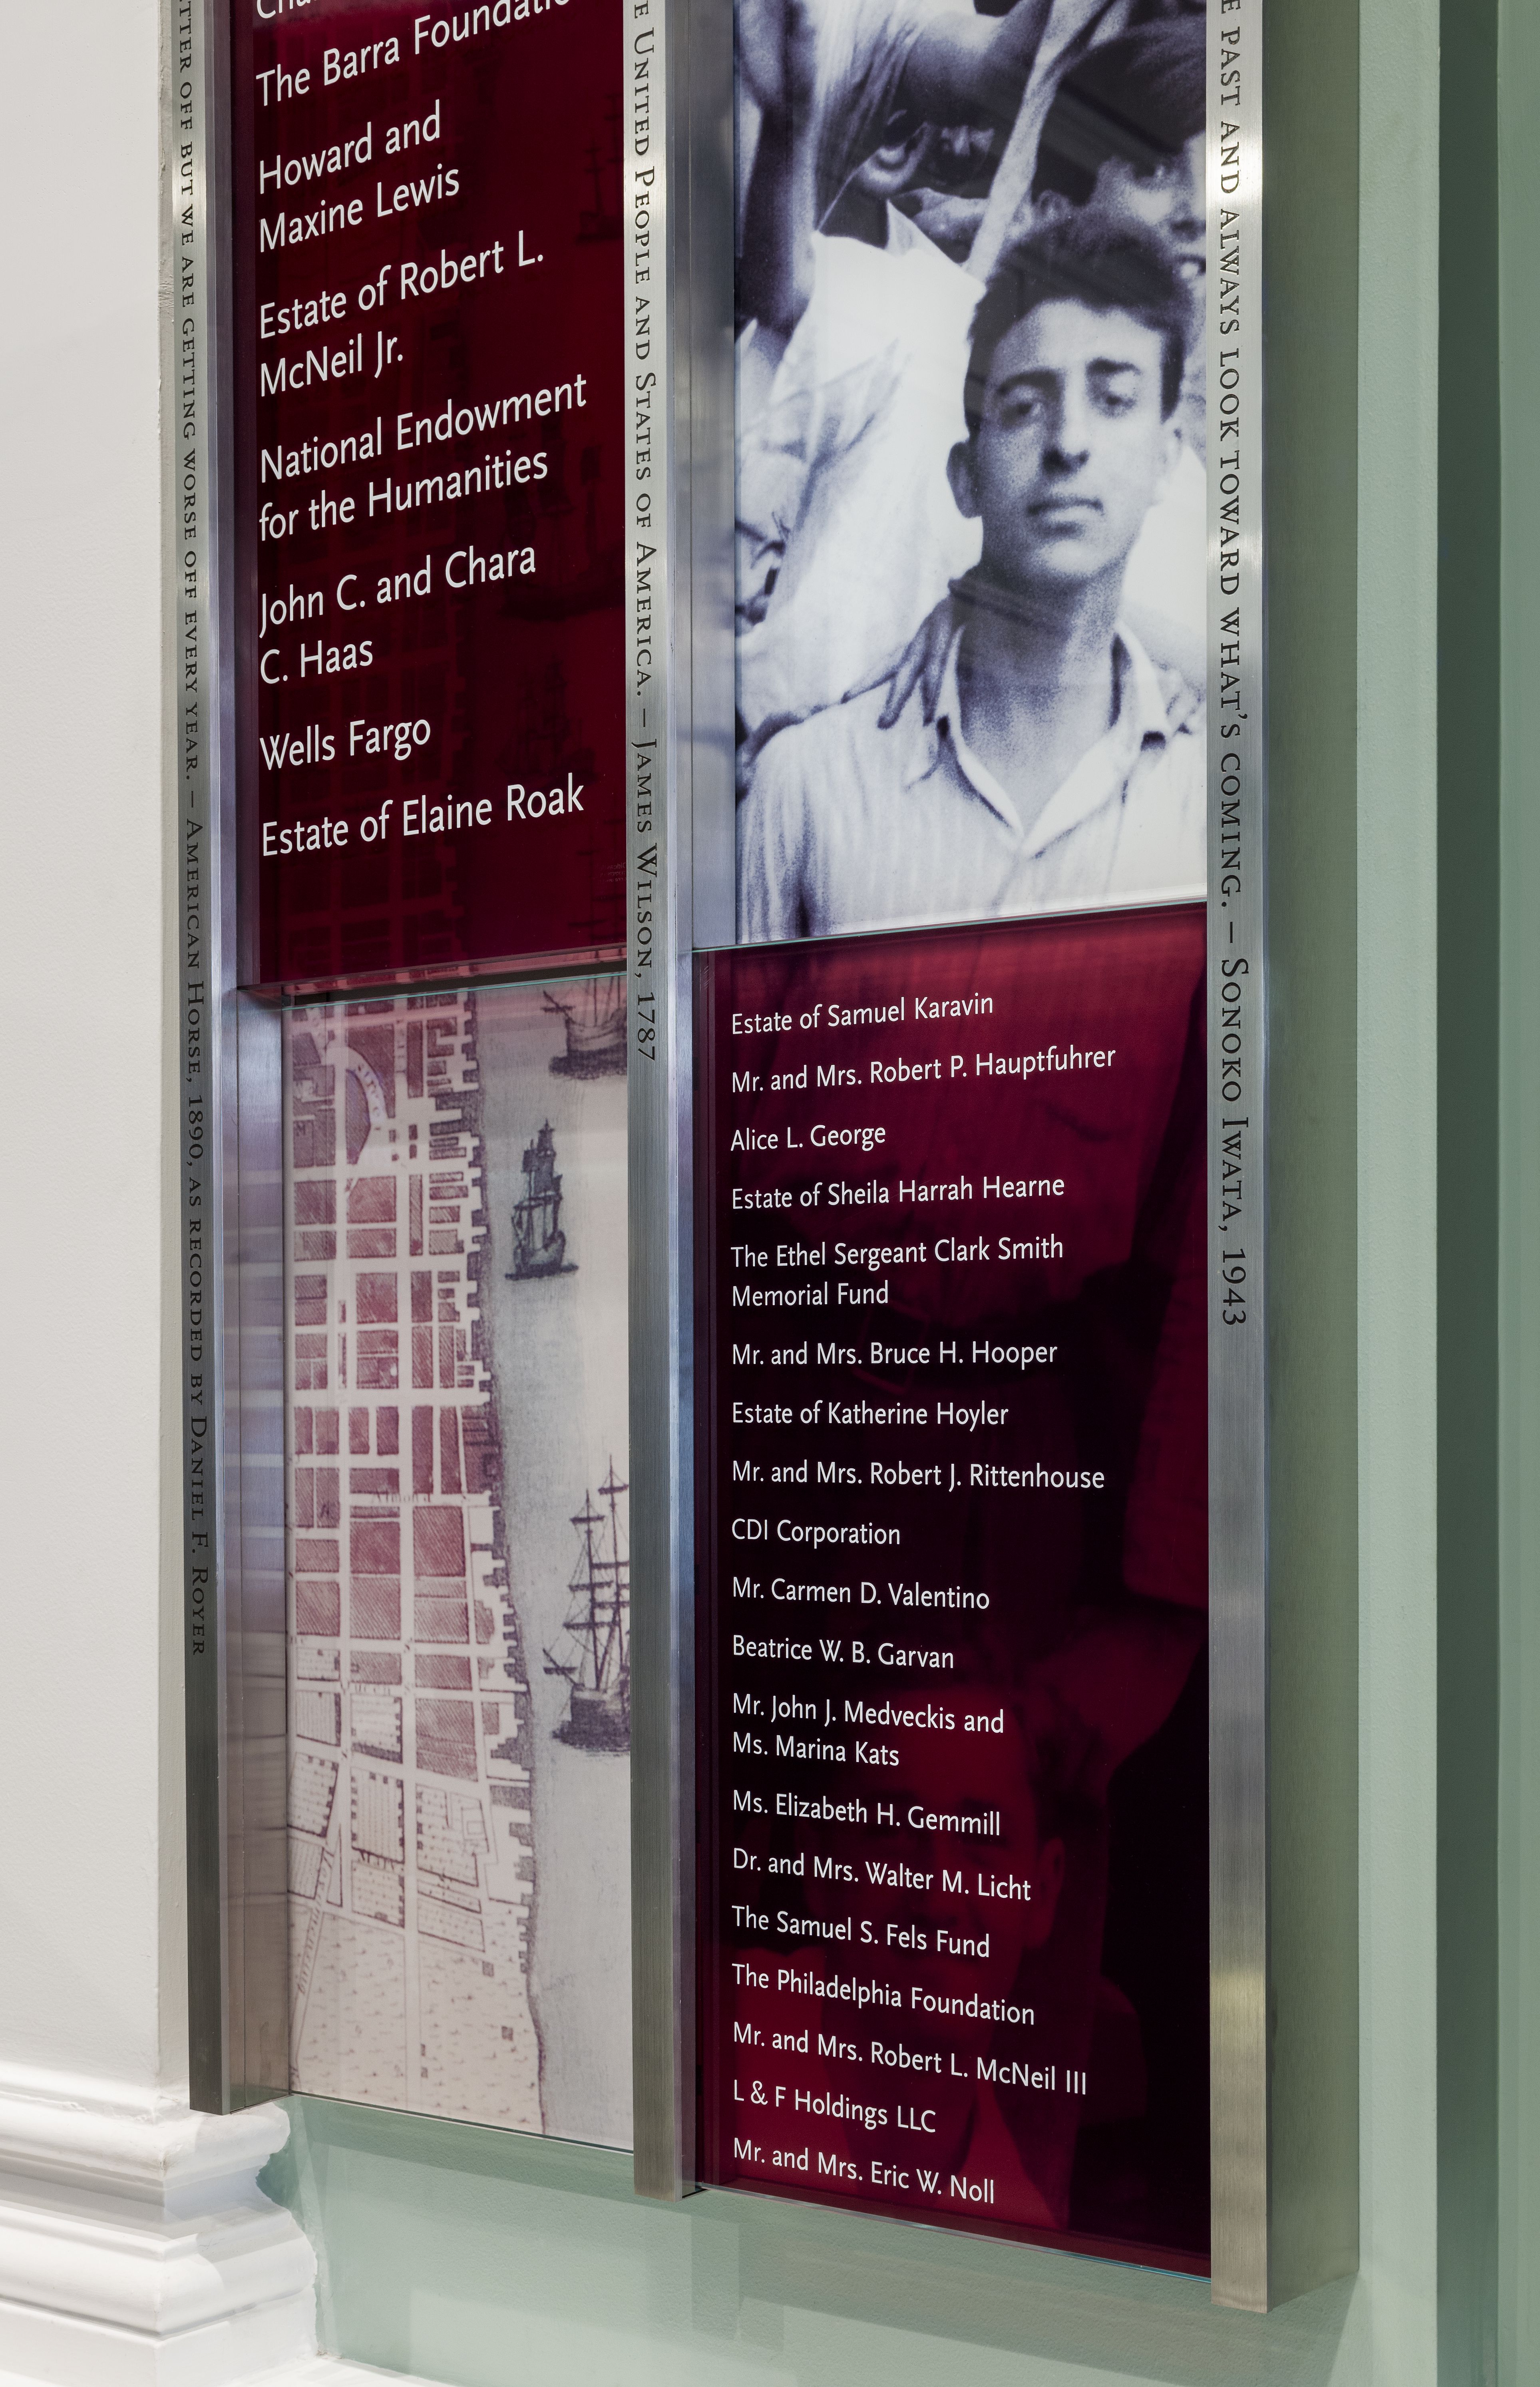 TTER OFF BUT WE ARE GETTING WORSE OFF EVERY YEAR. – AMERICAN HORSE, 1890, AS RECORDED BY DANIEL F. ROYER
The Barra Foundatio
Howard and
Maxine Lewis
Estate of Robert L.
McNeil Jr.
National Endowment
for the Humanities
John C. and Chara
C. Haas
Wells Fargo
Estate of Elaine Roak
E UNITED PEOPLE AND STATES OF AMERICA. – JAMES WILSON, 1787
Estate of Samuel Karavin
Mr. and Mrs. Robert P. Hauptfuhrer
Alice L. George
Estate of Sheila Harrah Hearne
The Ethel Sergeant Clark Smith
Memorial Fund
Mr. and Mrs. Bruce H. Hooper
Estate of Katherine Hoyler
Mr. and Mrs. Robert J. Rittenhouse
CDI Corporation
Mr. Carmen D. Valentino
Beatrice W. B. Garvan
Mr. John J. Medveckis and
Ms. Marina Kats
Ms. Elizabeth H. Gemmill
Dr. and Mrs. Walter M. Licht
The Samuel S. Fels Fund
The Philadelphia Foundation
Mr. and Mrs. Robert L. McNeil III
L & F Holdings LLC
Mr. and Mrs. Eric W. Noll
E PAST AND ALWAYS LOOK TOWARD WHAT'S COMING. – SONOKO IWATA, 1943